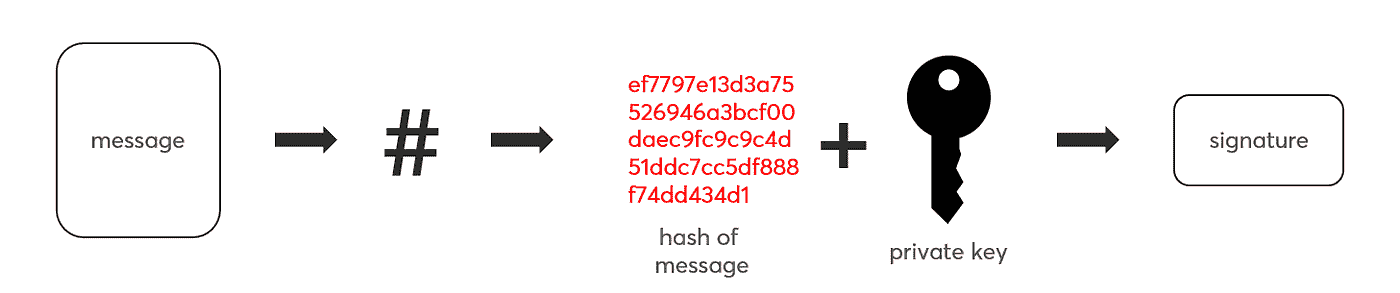 message
#
ef7797e13d3a75
526946a3bcf00
daec9fc9c9c4d
51ddc7cc5df888
f74dd434d1
+
hash of
message
private key
signature